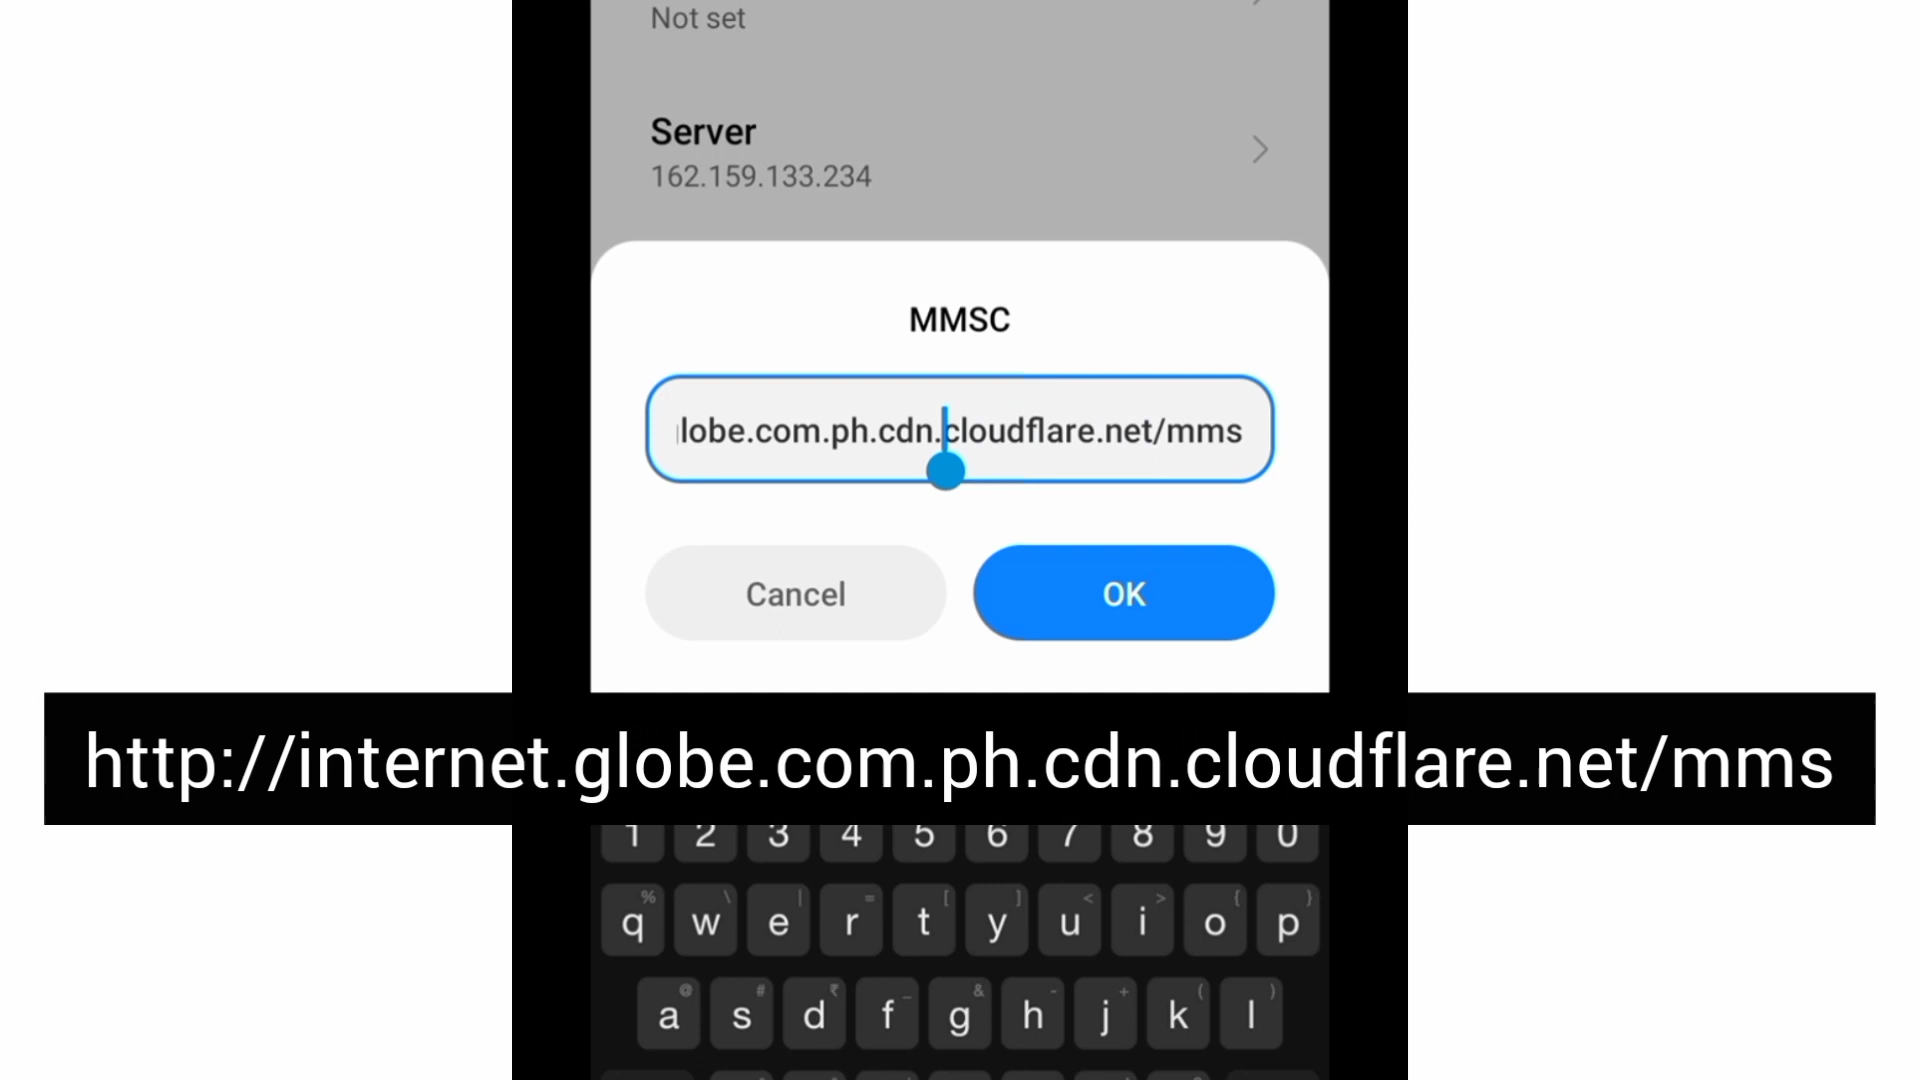 Not set
Server
162.159.133.234
MMSC
lobe.com.ph.cdn.cloudflare.net/mms
Cancel
OK
http://internet.globe.com.ph.cdn.cloudflare.net/mms
1 2 3 4 5 6 7 8 9 0
% \ | = [ ] < > { }
q w e r t y u i o p
@ # ₹ _ & - + ( )
a s d f g h j k l